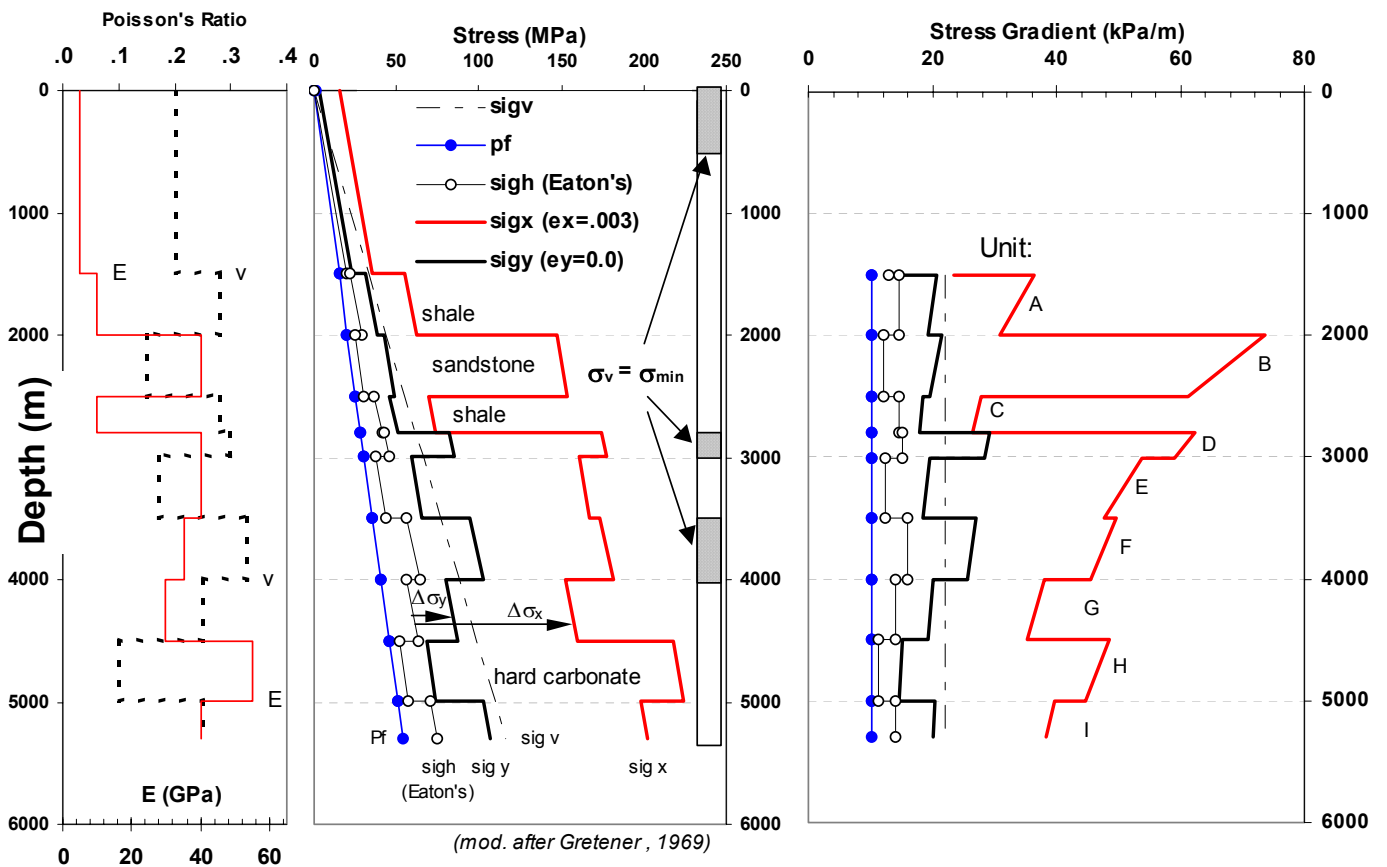 Poisson's Ratio
.0 .1 .2 .3 .4
Depth (m)
0
1000
2000
3000
4000
5000
6000
E
v
v
E
E (GPa)
0 20 40 60
Stress (MPa)
0 50 100 150 200 250
sigv
pf
sigh (Eaton's)
sigx (ex=.003)
sigy (ey=0.0)
shale
sandstone
shale
σv = σmin
Δσy
Δσx
hard carbonate
Pf
sig v
sigh
(Eaton's)
sig y
sig x
(mod. after Gretener , 1969)
0
1000
2000
3000
4000
5000
6000
Stress Gradient (kPa/m)
0 20 40 60 80
Unit:
A
B
C
D
E
F
G
H
I
0
1000
2000
3000
4000
5000
6000